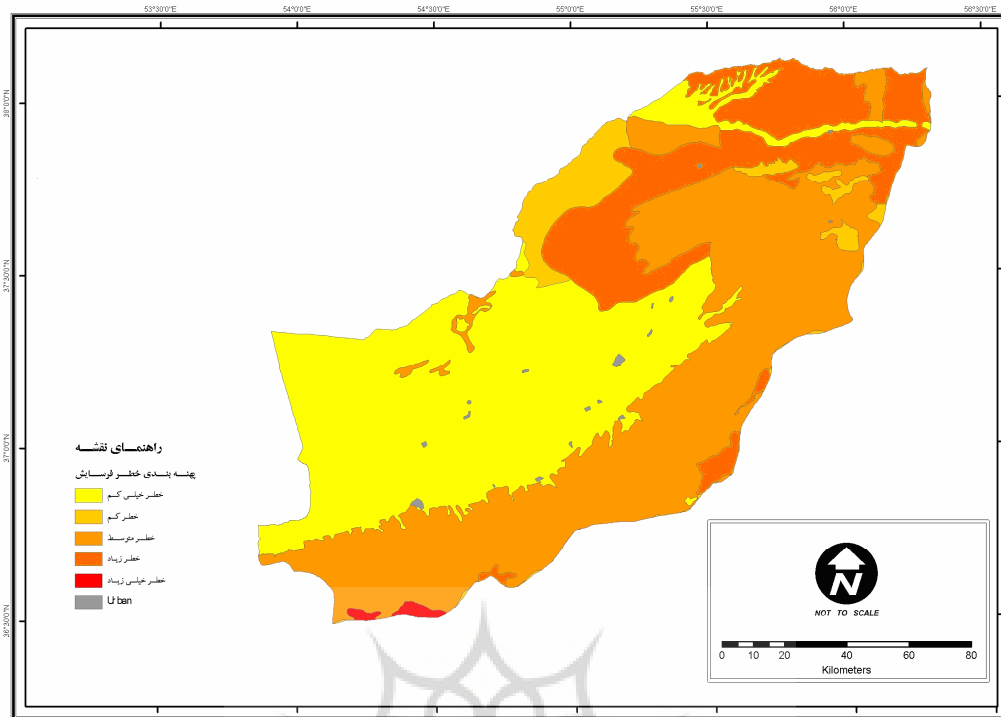 53°30'0"E 54°0'0"E 54°30'0"E 55°0'0"E 55°30'0"E 56°0'0"E 56°30'0"E
38°0'0"N
37°30'0"N
37°0'0"N
36°30'0"N
راهنمای نقشه
پهنه بندی خطر فرسایش
خطر خیلی کم
خطر کم
خطر متوسط
خطر زیاد
خطر خیلی زیاد
Urban
N
NOT TO SCALE
0 10 20 40 60 80
Kilometers